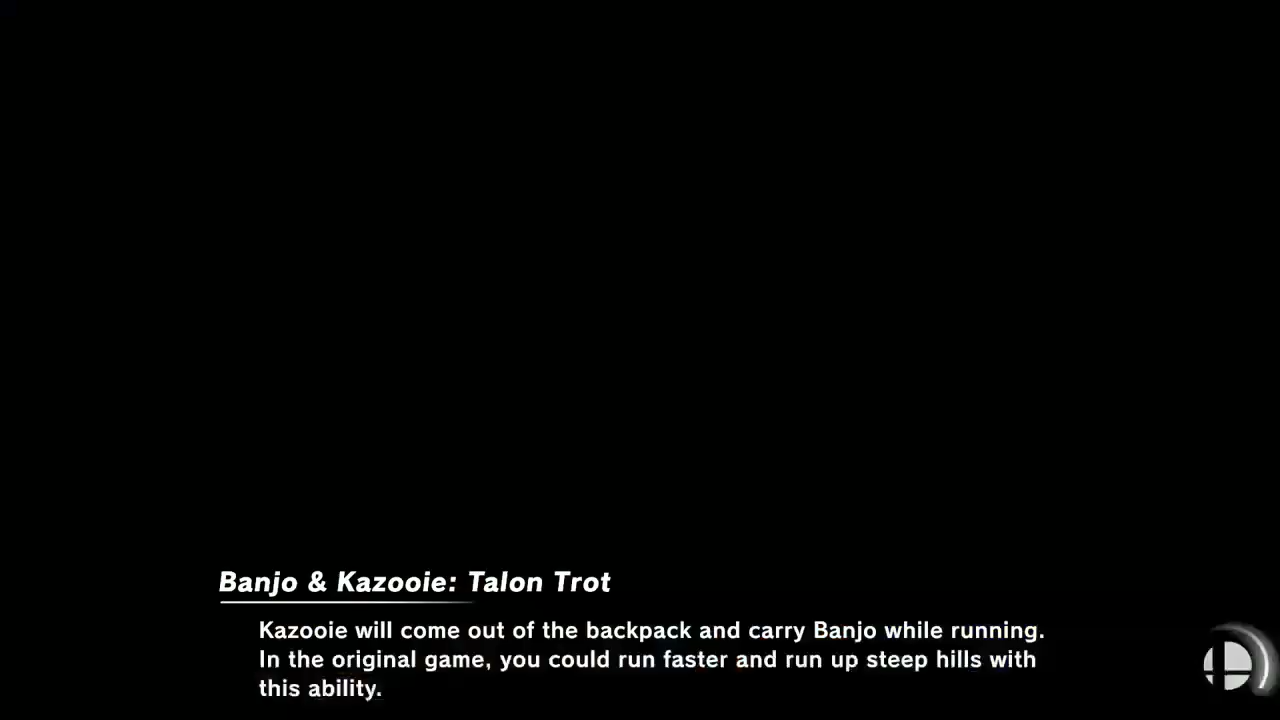 Banjo & Kazooie: Talon Trot
Kazooie will come out of the backpack and carry Banjo while running.
In the original game, you could run faster and run up steep hills with
this ability.